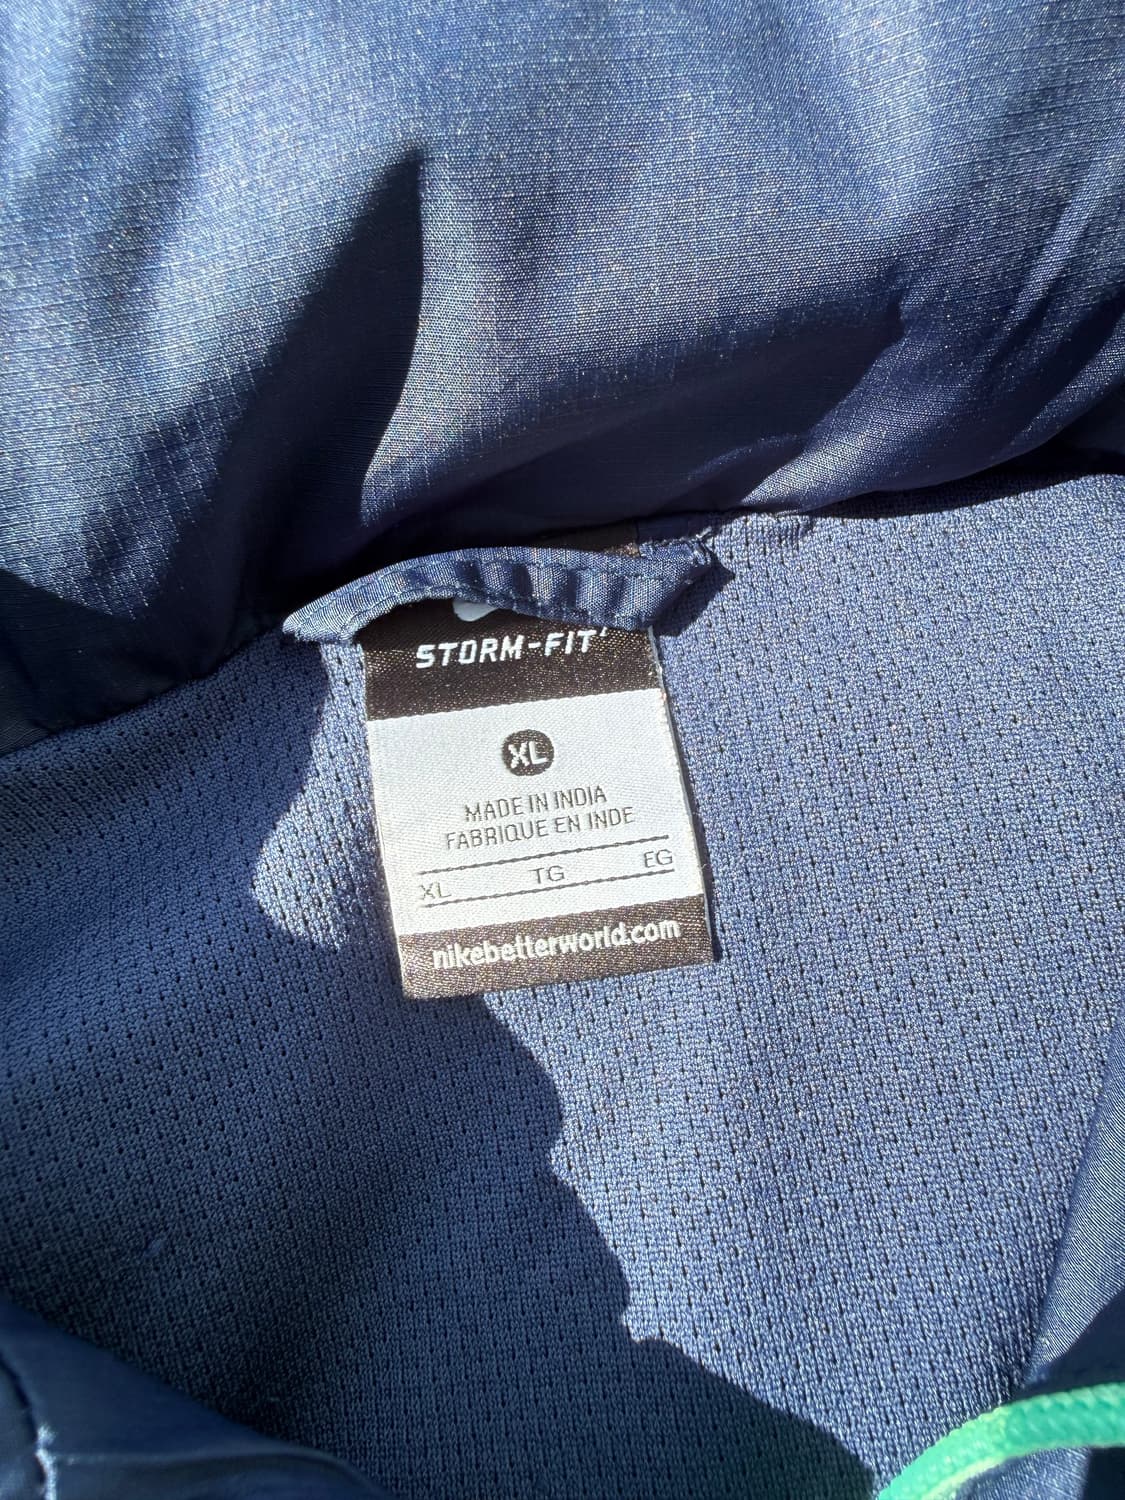 STORM-FIT
XL
MADE IN INDIA
FABRIQUE EN INDE
XL TG EG
nikebetterworld.com